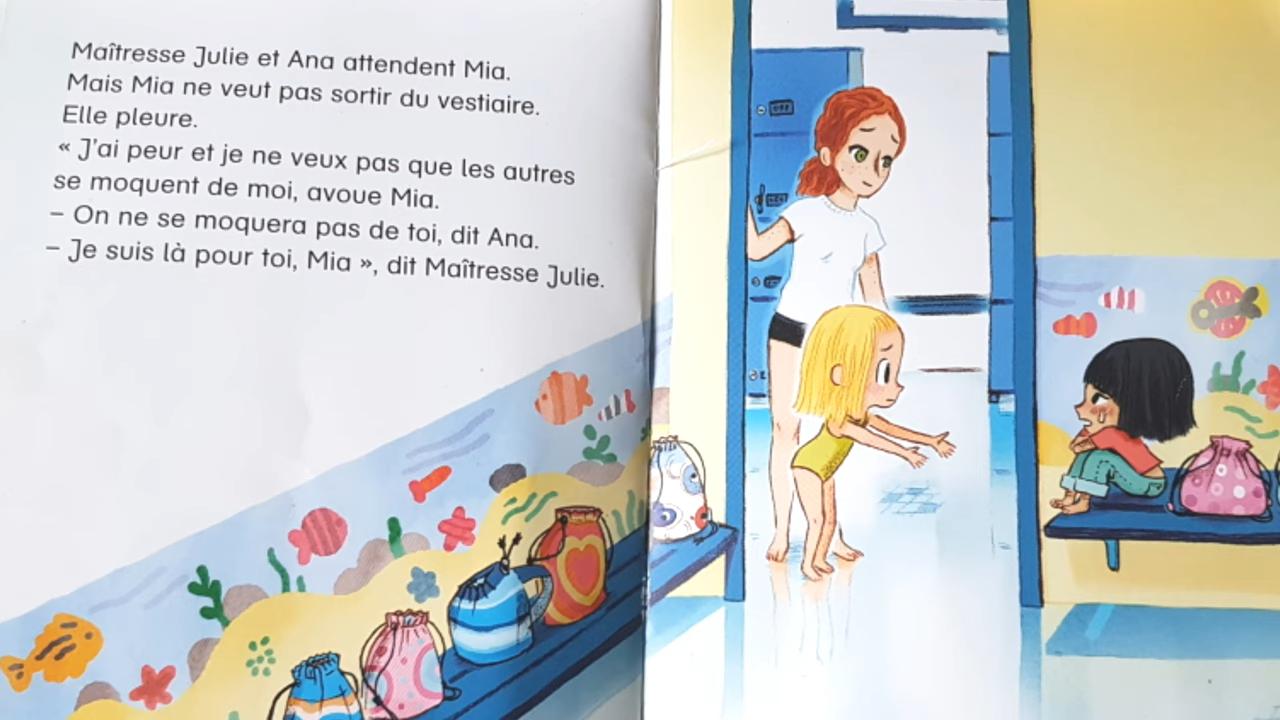 Maîtresse Julie et Ana attendent Mia.
Mais Mia ne veut pas sortir du vestiaire.
Elle pleure.
« J'ai peur et je ne veux pas que les autres
se moquent de moi, avoue Mia.
– On ne se moquera pas de toi, dit Ana.
– Je suis là pour toi, Mia », dit Maîtresse Julie.